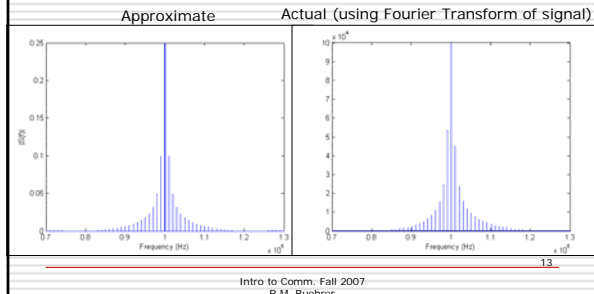 Approximate
Actual (using Fourier Transform of signal)
0.25
0.2
0.15
0.1
0.05
0
|G(f)|
0.7 0.8 0.9 1 1.1 1.2 1.3
Frequency (Hz)
x 10
x 10
10
9
8
7
6
5
4
3
2
1
0
0.7 0.8 0.9 1 1.1 1.2 1.3
Frequency (Hz)
x 10
13
Intro to Comm. Fall 2007
R.M. Buehrer